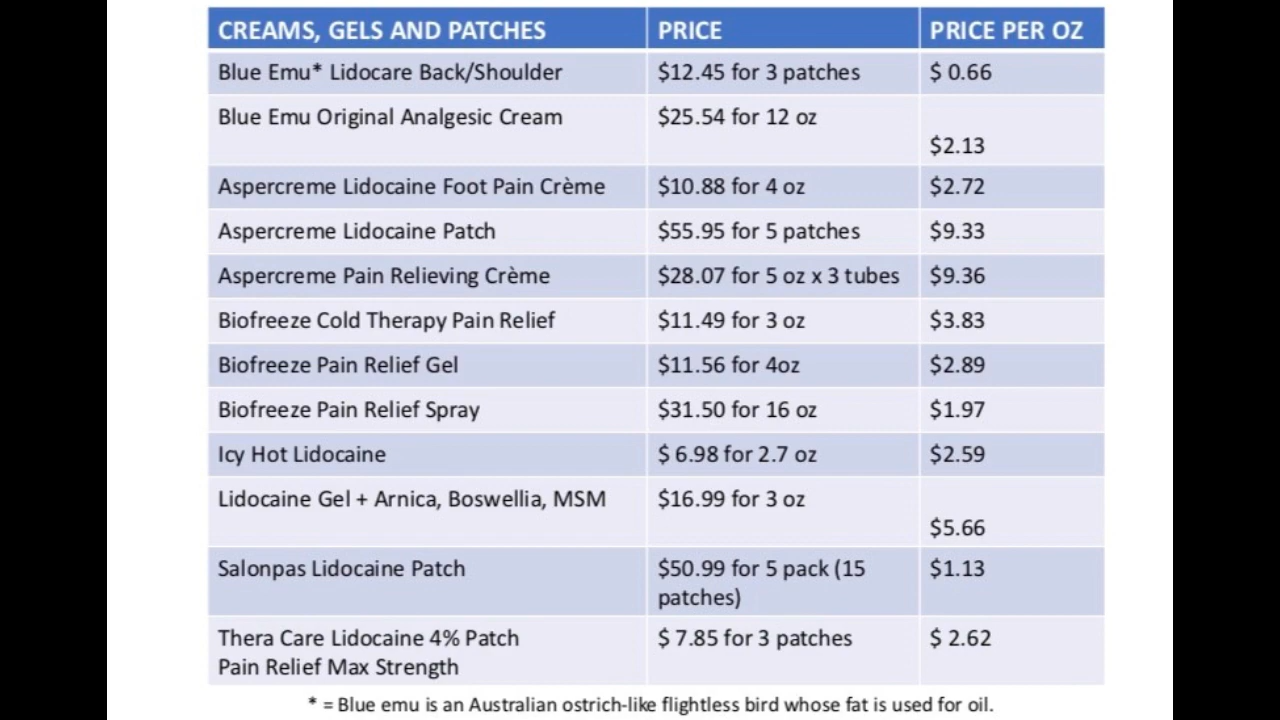 CREAMS, GELS AND PATCHES PRICE PRICE PER OZ
Blue Emu* Lidocare Back/Shoulder $12.45 for 3 patches $ 0.66
Blue Emu Original Analgesic Cream $25.54 for 12 oz
$2.13
Aspercreme Lidocaine Foot Pain Crème $10.88 for 4 oz $2.72
Aspercreme Lidocaine Patch $55.95 for 5 patches $9.33
Aspercreme Pain Relieving Crème $28.07 for 5 oz x 3 tubes $9.36
Biofreeze Cold Therapy Pain Relief $11.49 for 3 oz $3.83
Biofreeze Pain Relief Gel $11.56 for 4oz $2.89
Biofreeze Pain Relief Spray $31.50 for 16 oz $1.97
Icy Hot Lidocaine $ 6.98 for 2.7 oz $2.59
Lidocaine Gel + Arnica, Boswellia, MSM $16.99 for 3 oz
$5.66
Salonpas Lidocaine Patch $50.99 for 5 pack (15 $1.13
patches)
Thera Care Lidocaine 4% Patch $ 7.85 for 3 patches $ 2.62
Pain Relief Max Strength
* = Blue emu is an Australian ostrich-like flightless bird whose fat is used for oil.